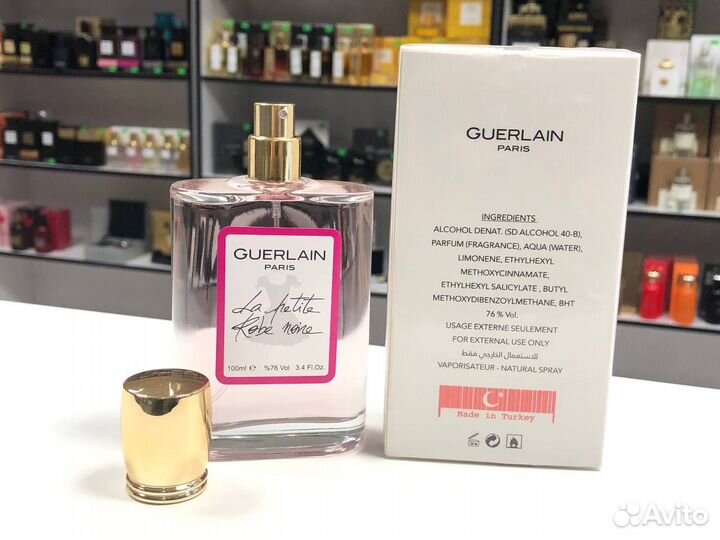 GUERLAIN
PARIS
La petite
Robe noire
100ml e %76 Vol 3.4 Fl.Oz.
GUERLAIN
PARIS
INGREDIENTS
ALCOHOL DENAT. (SD ALCOHOL 40-B),
PARFUM (FRAGRANCE), AQUA (WATER),
LIMONENE, ETHYLHEXYL
METHOXYCINNAMATE,
ETHYLHEXYL SALICYLATE , BUTYL
METHOXYDIBENZOYLMETHANE, BHT
76 % Vol.
USAGE EXTERNE SEULEMENT
FOR EXTERNAL USE ONLY
للاستعمال الخارجي فقط
VAPORISATEUR - NATURAL SPRAY
Made in Turkey
Avito